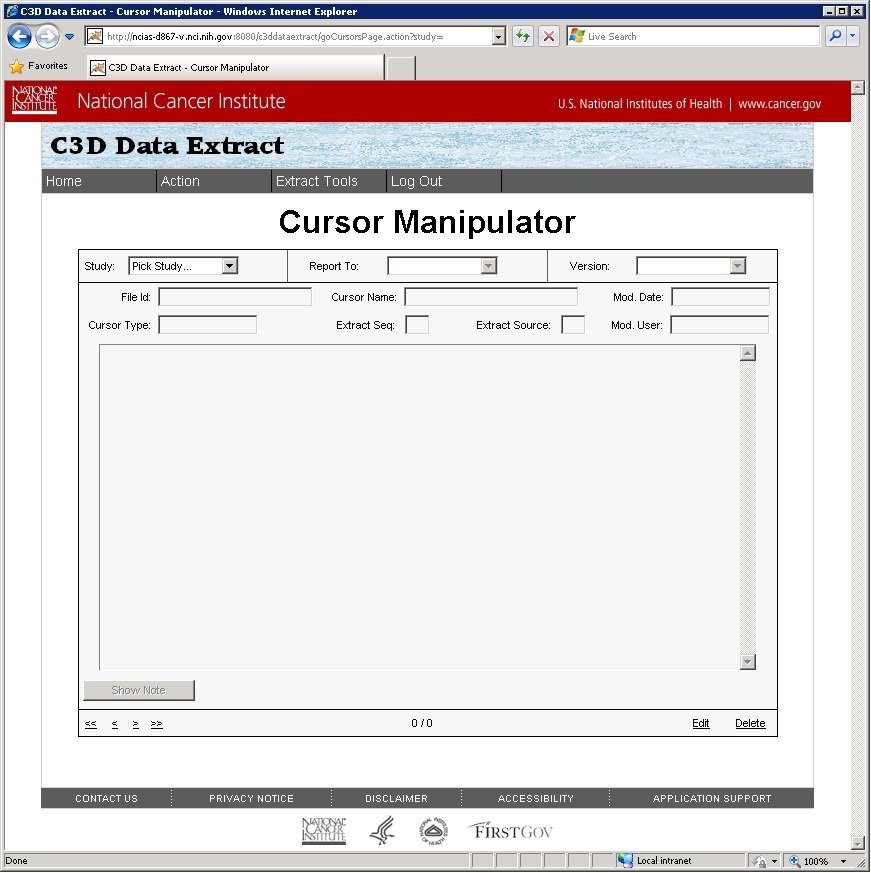 C3D Data Extract - Cursor Manipulator - Windows Internet Explorer
http://ncias-d867-v.nci.nih.gov:8080/c3ddataextract/goCursorsPage.action?study=
Live Search
Favorites
C3D Data Extract - Cursor Manipulator
NATIONAL CANCER INSTITUTE
National Cancer Institute
U.S. National Institutes of Health | www.cancer.gov
C3D Data Extract
Home Action Extract Tools Log Out
Cursor Manipulator
Study: Pick Study... Report To: Version:
File Id: Cursor Name: Mod. Date:
Cursor Type: Extract Seq: Extract Source: Mod. User:
Show Note
<< < > >> 0 / 0 Edit Delete
CONTACT US PRIVACY NOTICE DISCLAIMER ACCESSIBILITY APPLICATION SUPPORT
NATIONAL CANCER INSTITUTE
FIRSTGOV
Done Local intranet 100%